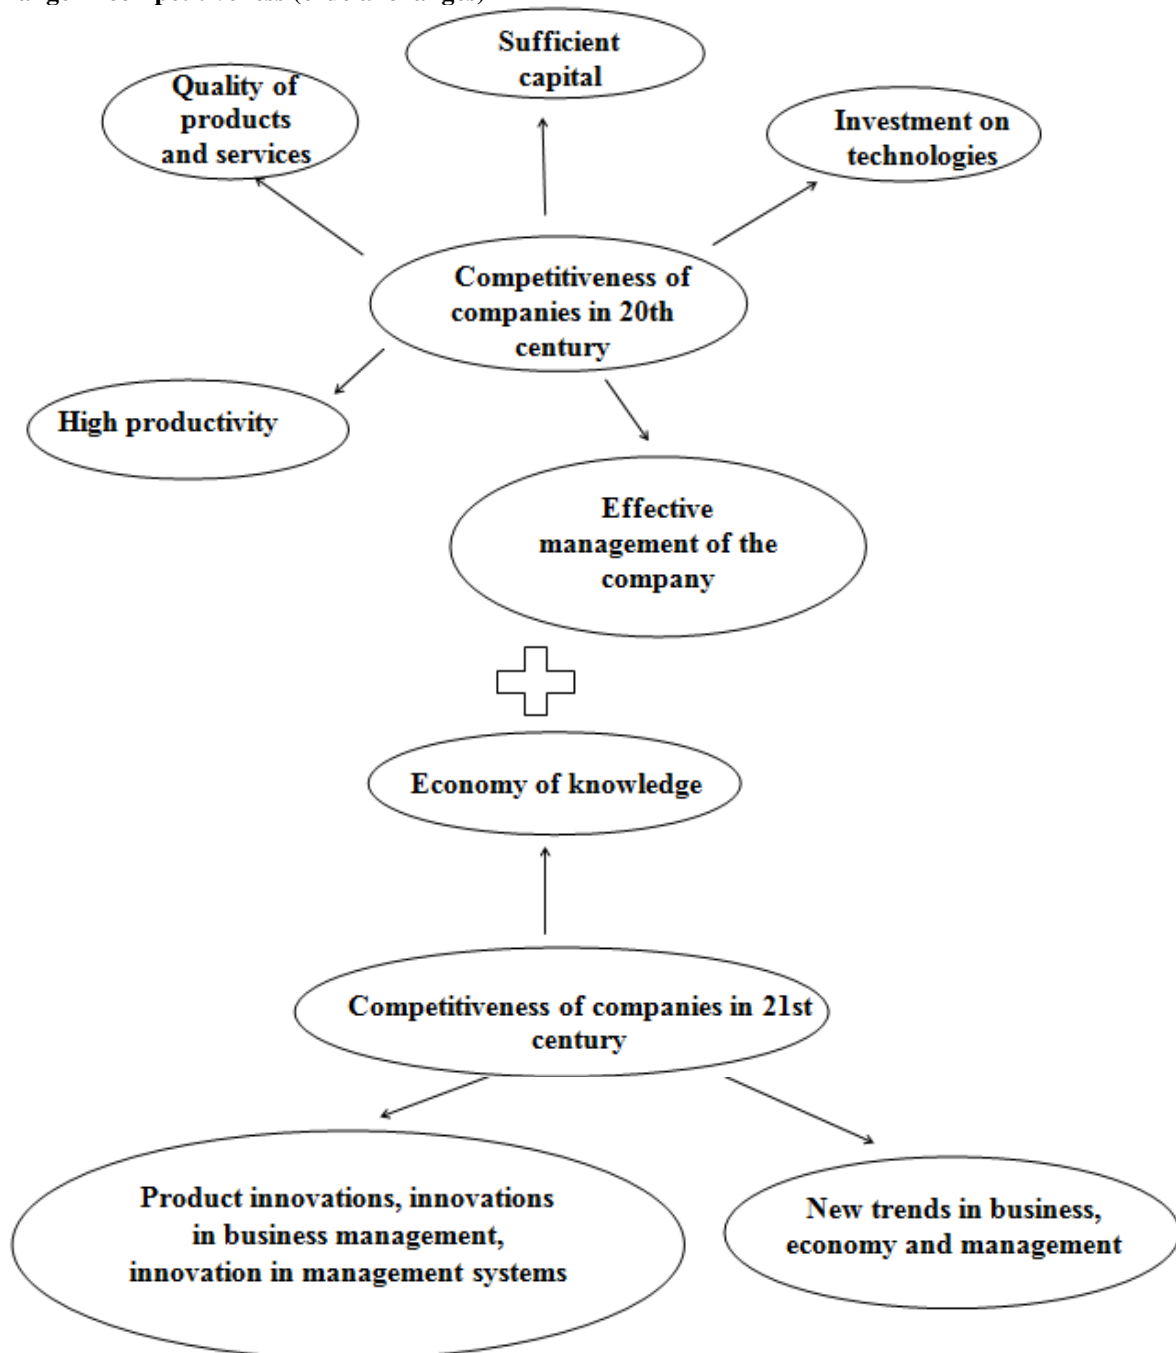 Sufficient
capital
Quality of
products
and services
Investment on
technologies
Competitiveness of
companies in 20th
century
High productivity
Effective
management of the
company
Economy of knowledge
Competitiveness of companies in 21st
century
Product innovations, innovations
in business management,
innovation in management systems
New trends in business,
economy and management